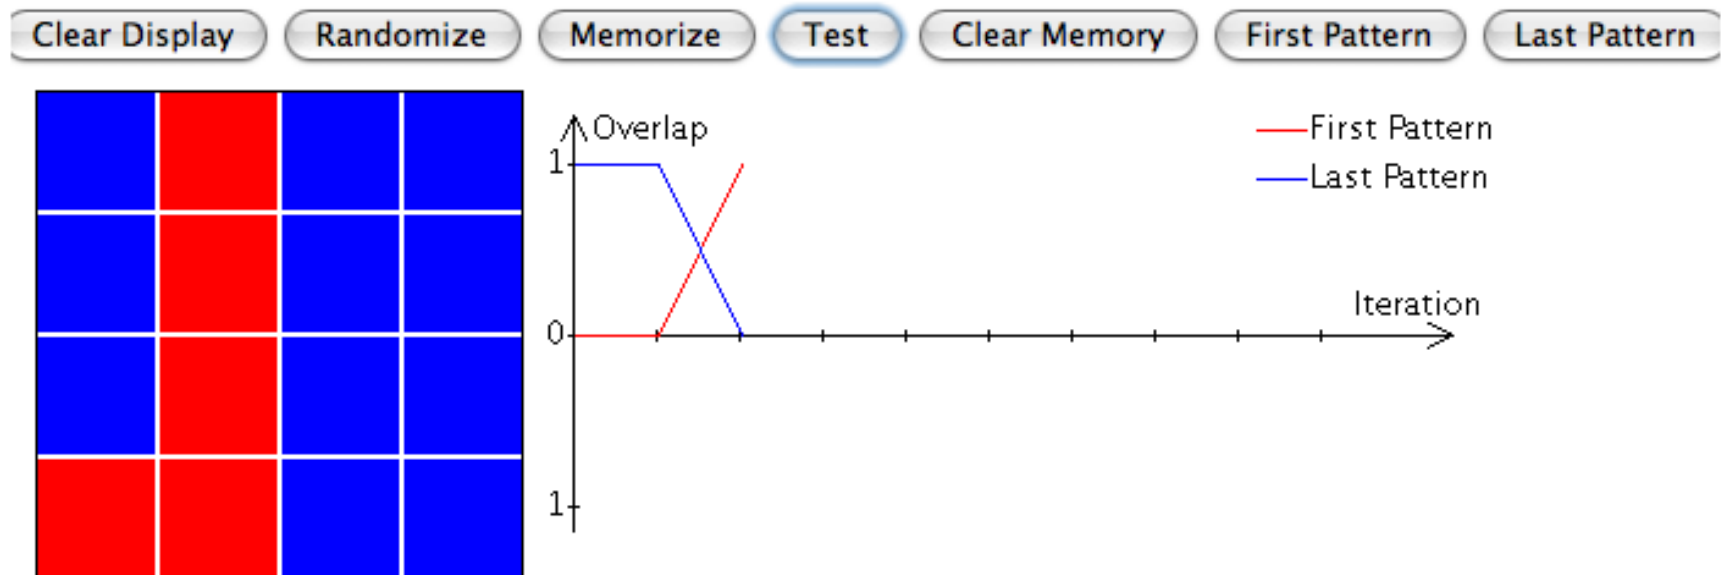 Clear Display Randomize Memorize Test Clear Memory First Pattern Last Pattern
Overlap
First Pattern
1
Last Pattern
Iteration
0
1